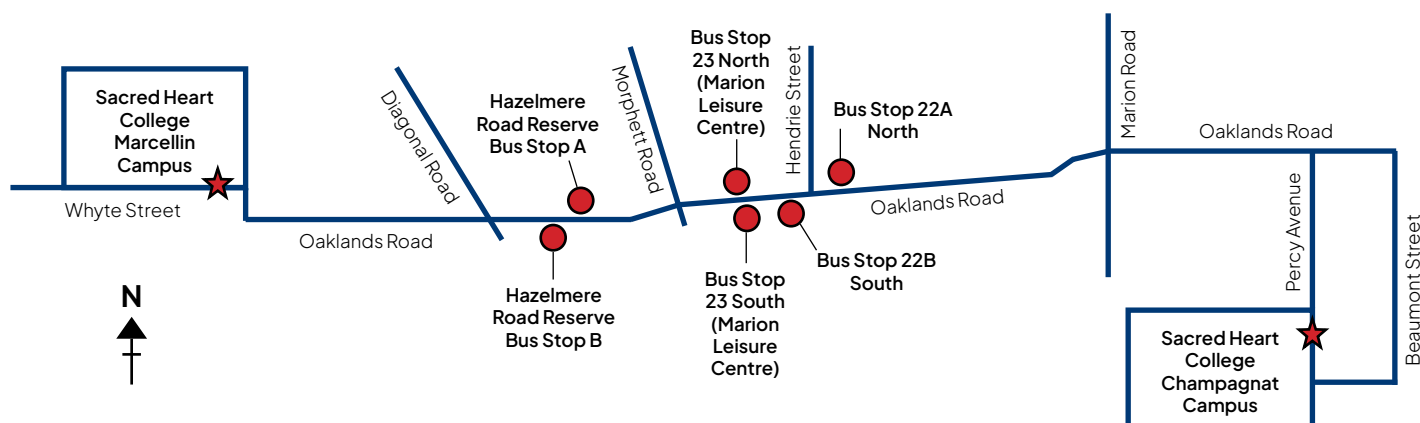 Sacred Heart
College
Marcellin
Campus
Whyte Street
N
Oaklands Road
Diagonal Road
Hazelmere
Road Reserve
Bus Stop A
Hazelmere
Road Reserve
Bus Stop B
Morphett Road
Bus Stop
23 North
(Marion
Leisure
Centre)
Bus Stop
23 South
(Marion
Leisure
Centre)
Hendrie Street
Bus Stop 22A
North
Bus Stop 22B
South
Oaklands Road
Marion Road
Oaklands Road
Percy Avenue
Beaumont Street
Sacred Heart
College
Champagnat
Campus